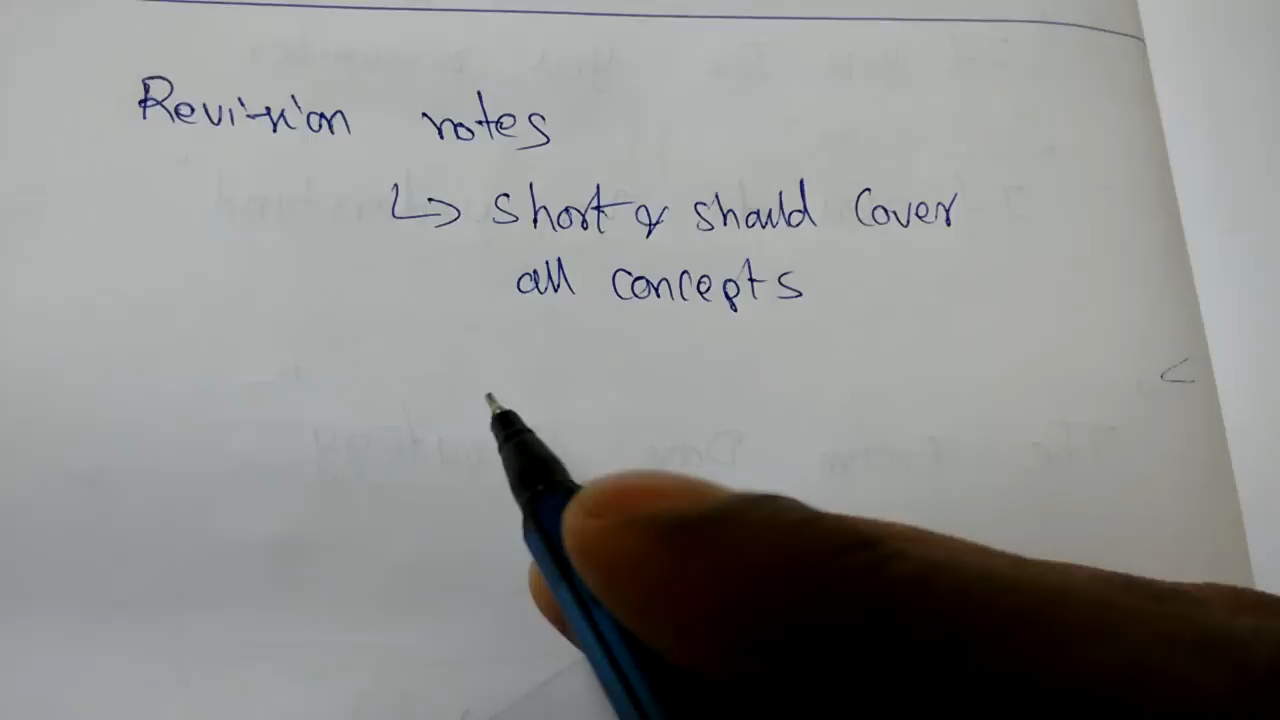 Revision notes
↳ short & should cover
all concepts